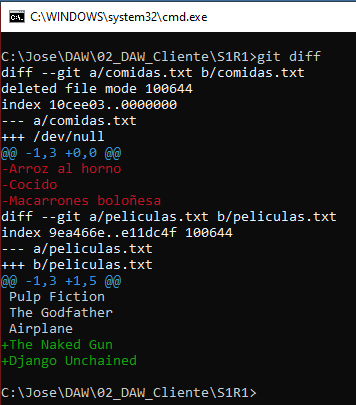 C:\WINDOWS\system32\cmd.exe
C:\Jose\DAW\02_DAW_Cliente\S1R1>git diff
diff --git a/comidas.txt b/comidas.txt
deleted file mode 100644
index 10cee03..0000000
--- a/comidas.txt
+++ /dev/null
@@ -1,3 +0,0 @@
-Arroz al horno
-Cocido
-Macarrones boloñesa
diff --git a/peliculas.txt b/peliculas.txt
index 9ea466e..e11dc4f 100644
--- a/peliculas.txt
+++ b/peliculas.txt
@@ -1,3 +1,5 @@
 Pulp Fiction
 The Godfather
 Airplane
+The Naked Gun
+Django Unchained
C:\Jose\DAW\02_DAW_Cliente\S1R1>